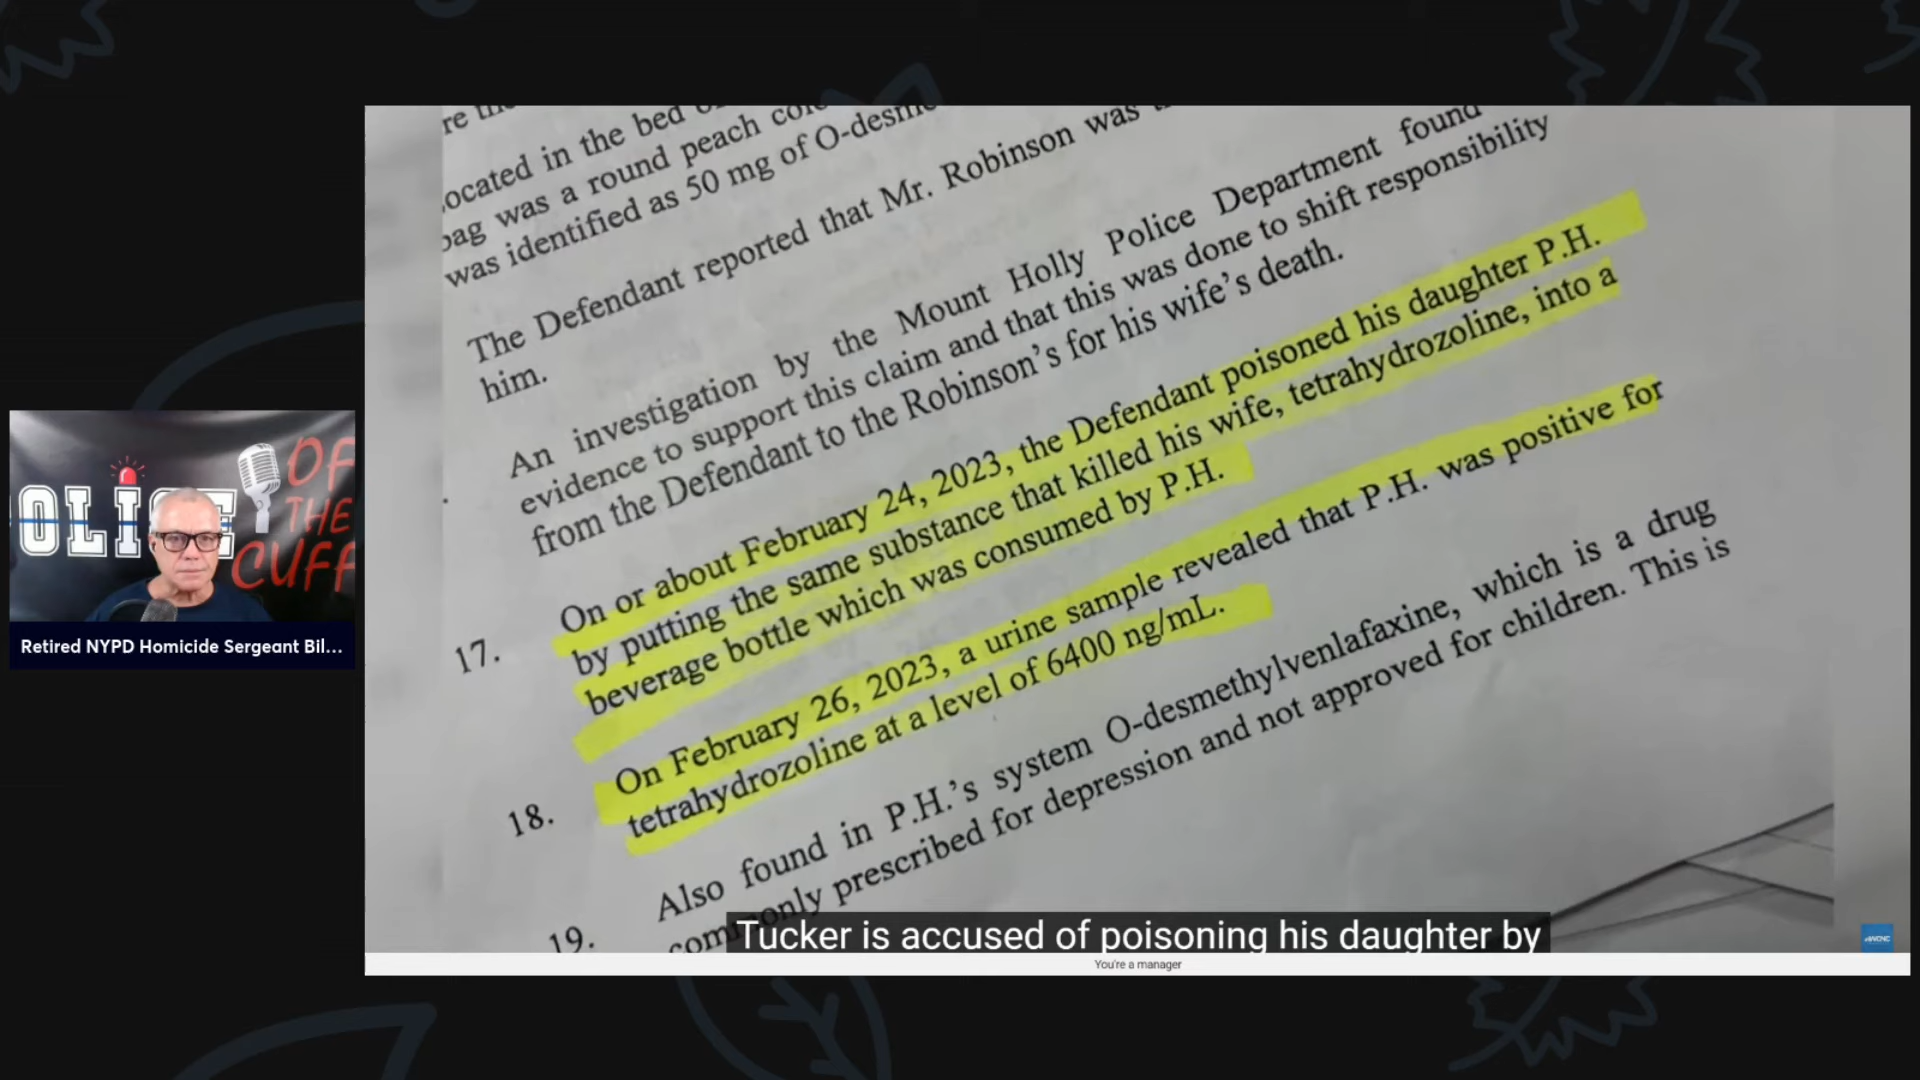 re
located in the bed
bag was a round peach
was identified as 50 mg of
The Defendant reported that Mr. Robinson was
him.
An investigation by the Mount Holly Police Department found
evidence to support this claim and that this was done to shift responsibility
from the Defendant to the Robinson's for his wife's death.
17. On or about February 24, 2023, the Defendant poisoned his daughter P.H.
by putting the same substance that killed his wife, tetrahydrozoline, into a
beverage bottle which was consumed by P.H.
18. On February 26, 2023, a urine sample revealed that P.H. was positive for
tetrahydrozoline at a level of 6400 ng/mL.
19. Also found in P.H.'s system O-desmethylvenlafaxine, which is a drug
commonly prescribed for depression and not approved for children. This is
Tucker is accused of poisoning his daughter by
You're a manager
WCNC
OLICE
OF
THE
CUFF
Retired NYPD Homicide Sergeant Bil...